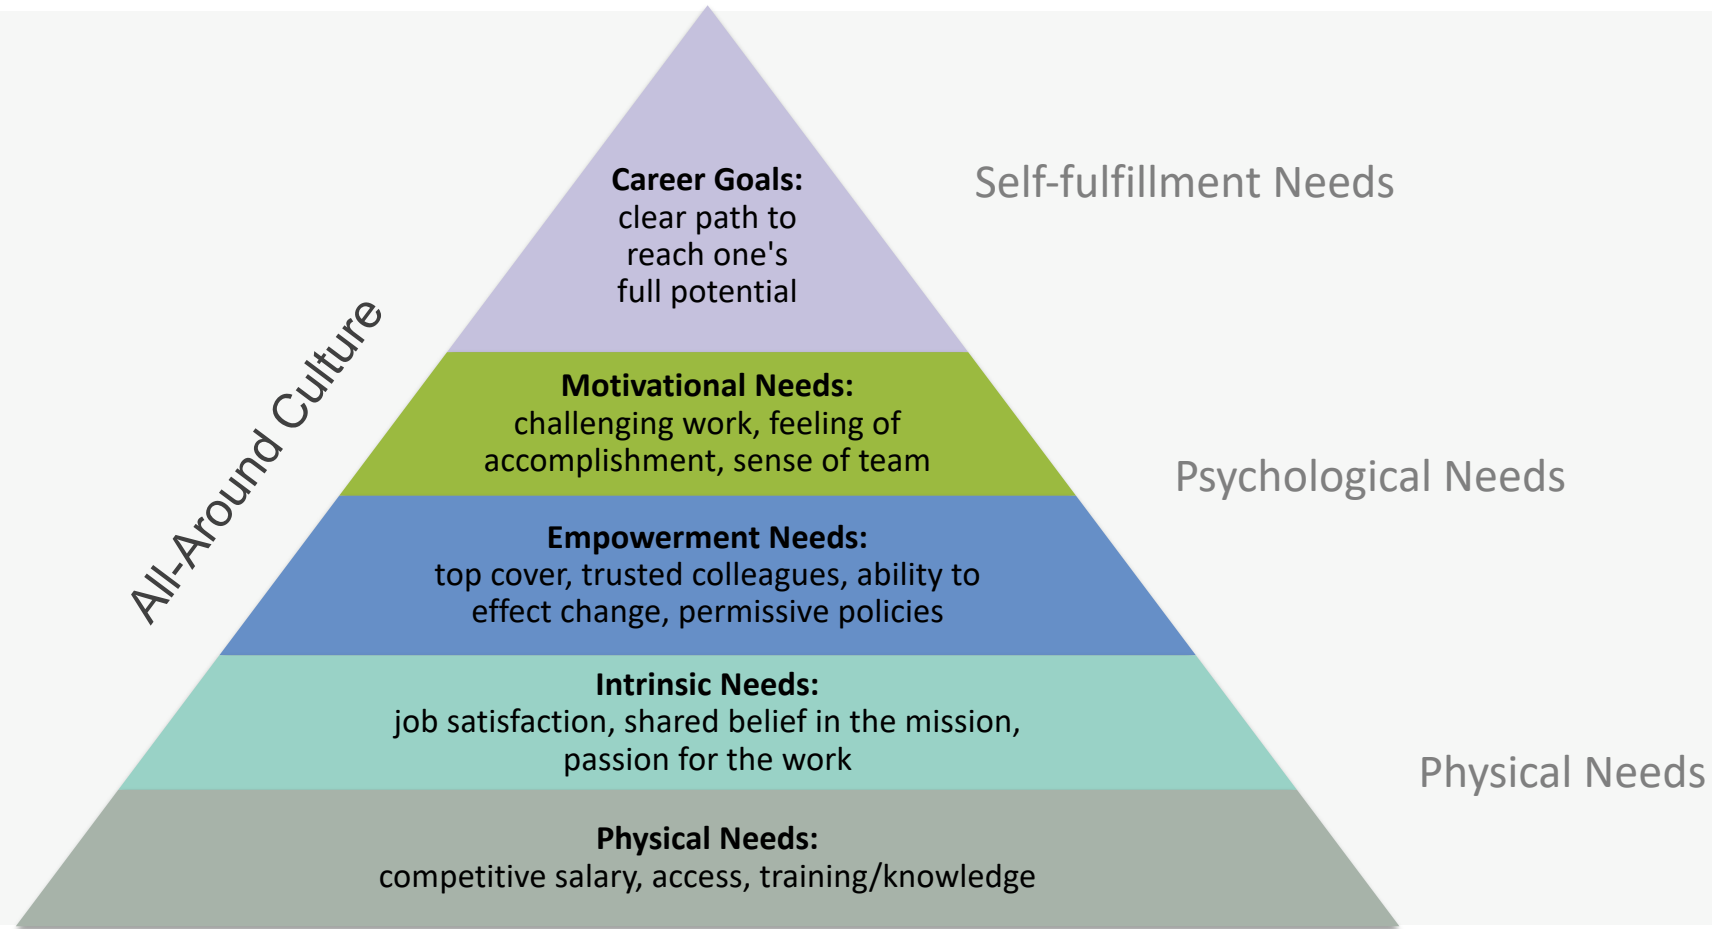 Career Goals:
clear path to
reach one's
full potential
Self-fulfillment Needs
All-Around Culture
Motivational Needs:
challenging work, feeling of
accomplishment, sense of team
Psychological Needs
Empowerment Needs:
top cover, trusted colleagues, ability to
effect change, permissive policies
Intrinsic Needs:
job satisfaction, shared belief in the mission,
passion for the work
Physical Needs
Physical Needs:
competitive salary, access, training/knowledge